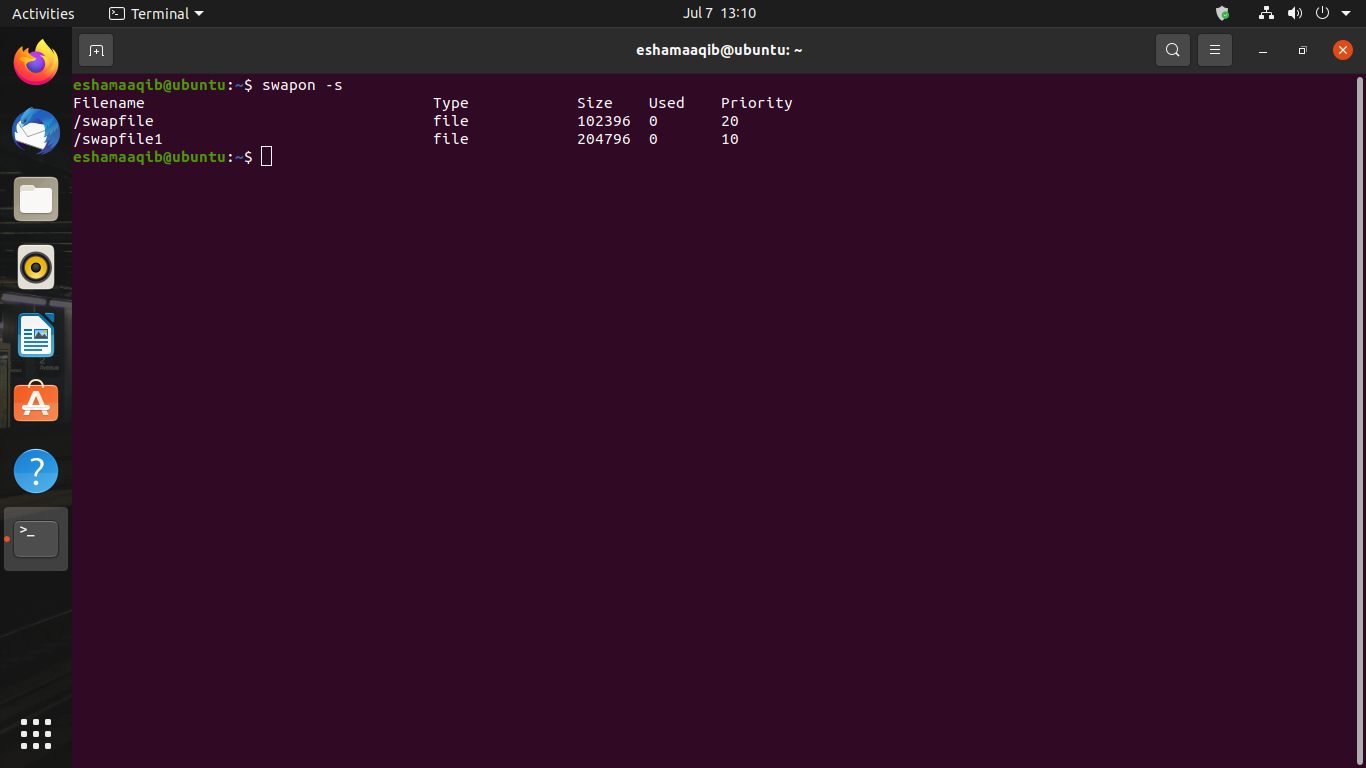 Activities Terminal Jul 7 13:10
eshamaaqib@ubuntu: ~
eshamaaqib@ubuntu:~$ swapon -s
Filename Type Size Used Priority
/swapfile file 102396 0 20
/swapfile1 file 204796 0 10
eshamaaqib@ubuntu:~$